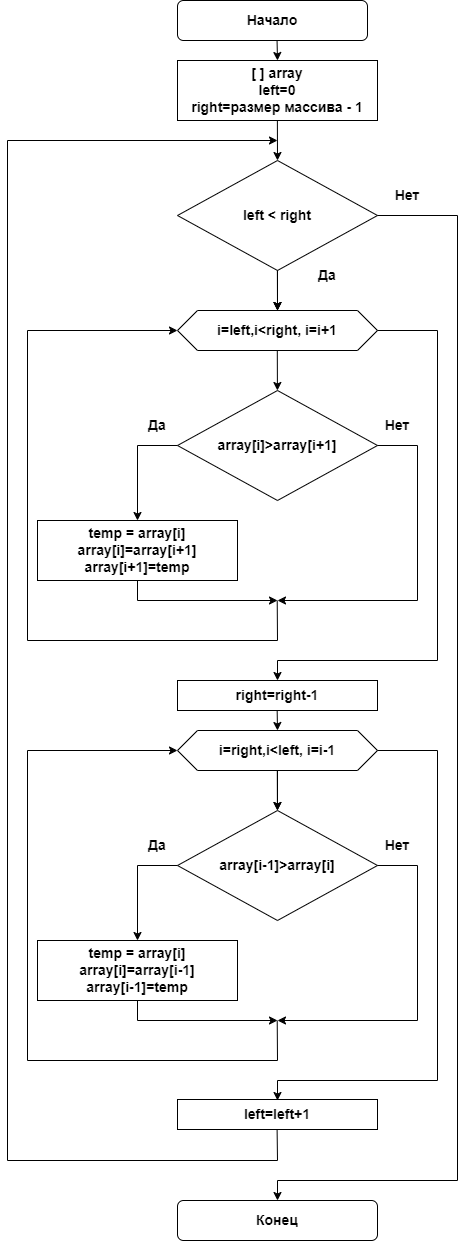 Начало
[ ] array
left=0
right=размер массива - 1
left < right
Нет
Да
i=left,i<right, i=i+1
array[i]>array[i+1]
Да
Нет
temp = array[i]
array[i]=array[i+1]
array[i+1]=temp
right=right-1
i=right,i<left, i=i-1
array[i-1]>array[i]
Да
Нет
temp = array[i]
array[i]=array[i-1]
array[i-1]=temp
left=left+1
Конец